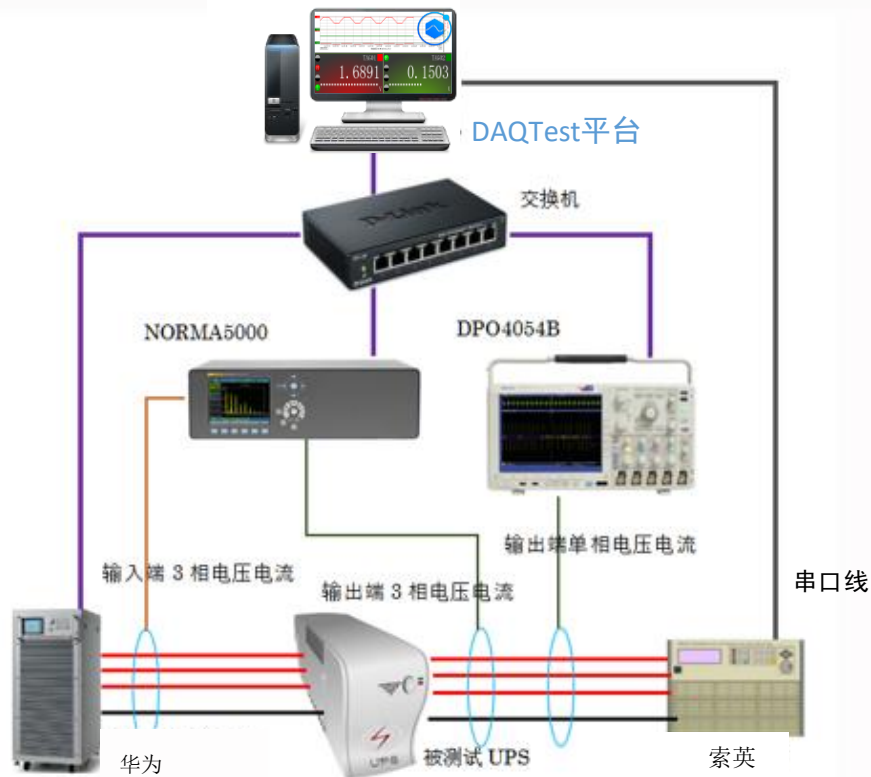 1.6891
0.1503
DAQTest平台
交换机
D-Link
NORMA5000
DPO4054B
输入端 3 相电压电流
输出端 3 相电压电流
输出端单相电压电流
串口线
UPS
华为
被测试 UPS
索英